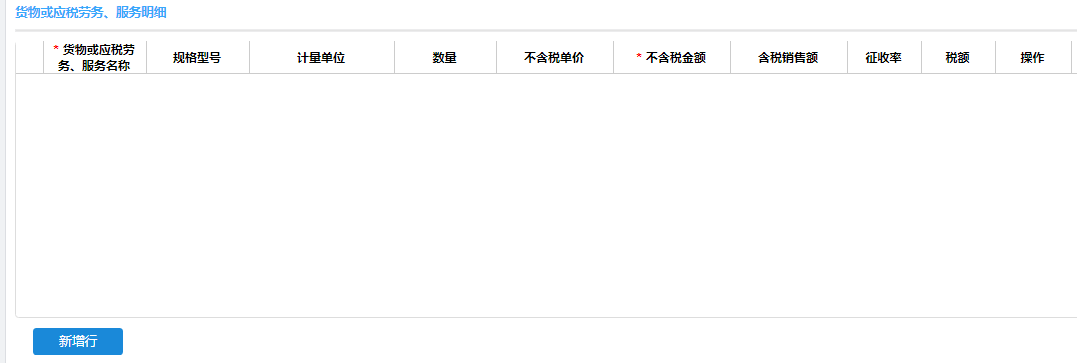 货物或应税劳务、服务明细
* 货物或应税劳
务、服务名称
规格型号
计量单位
数量
不含税单价
* 不含税金额
含税销售额
征收率
税额
操作
新增行